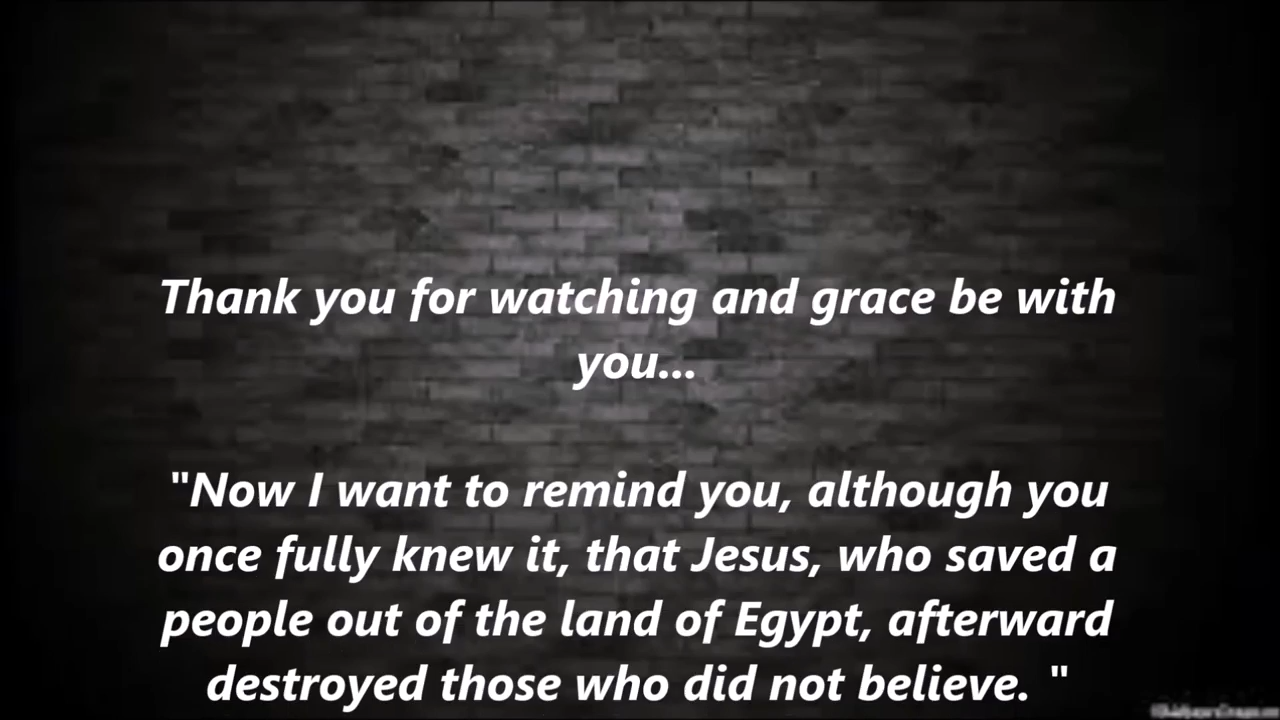 Thank you for watching and grace be with
you...
"Now I want to remind you, although you
once fully knew it, that Jesus, who saved a
people out of the land of Egypt, afterward
destroyed those who did not believe. "